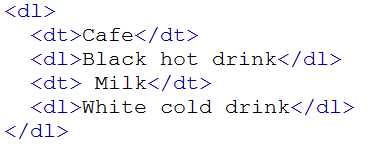 <dl>
  <dt>Cafe</dt>
  <dl>Black hot drink</dl>
  <dt> Milk</dt>
  <dl>White cold drink</dl>
</dl>